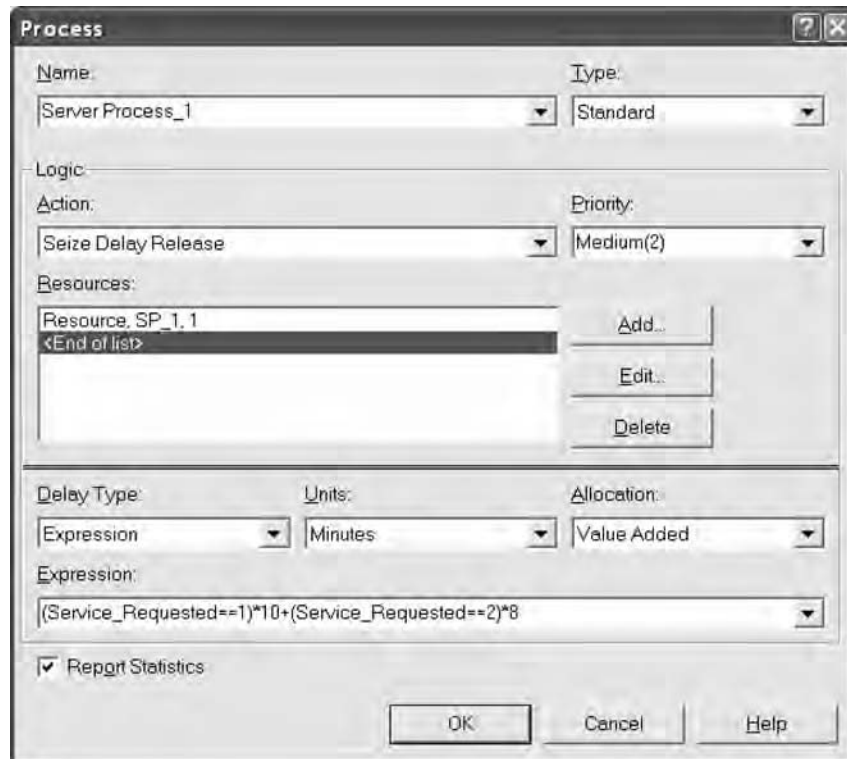 Process
Name: Type:
Server Process_1 Standard
Logic
Action: Priority:
Seize Delay Release Medium(2)
Resources:
Resource, SP_1, 1
<End of list>
Add...
Edit...
Delete
Delay Type: Units: Allocation:
Expression Minutes Value Added
Expression:
(Service_Requested==1)*10+(Service_Requested==2)*8
Report Statistics
OK Cancel Help